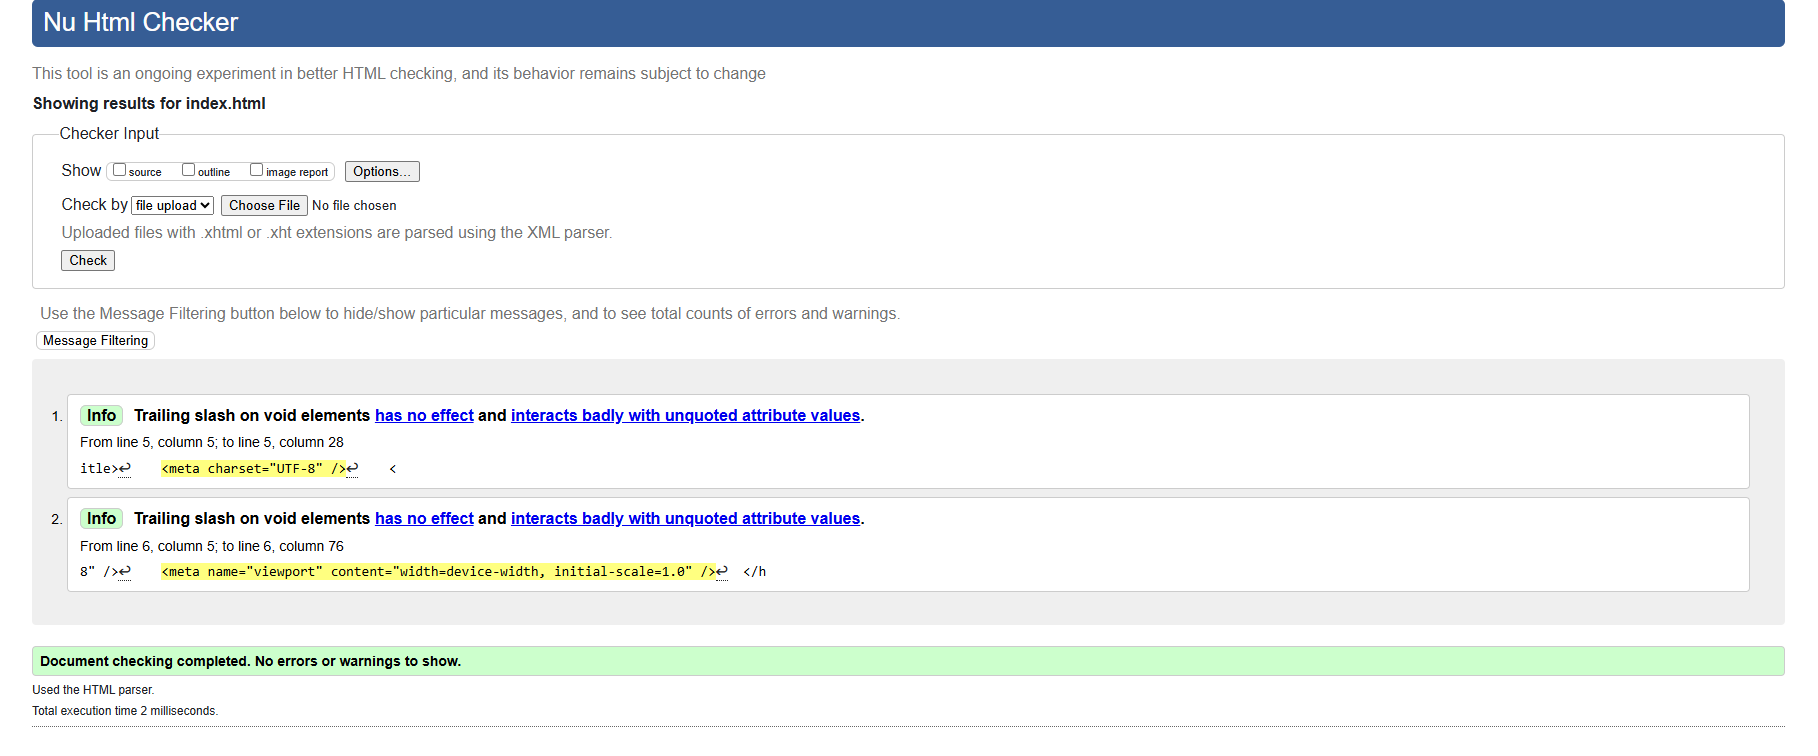 Nu Html Checker
This tool is an ongoing experiment in better HTML checking, and its behavior remains subject to change
Showing results for index.html
Checker Input
Show source outline image report Options...
Check by file upload Choose File No file chosen
Uploaded files with .xhtml or .xht extensions are parsed using the XML parser.
Check
Use the Message Filtering button below to hide/show particular messages, and to see total counts of errors and warnings.
Message Filtering
1. Info Trailing slash on void elements has no effect and interacts badly with unquoted attribute values.
From line 5, column 5; to line 5, column 28
itle>↩ <meta charset="UTF-8" />↩ <
2. Info Trailing slash on void elements has no effect and interacts badly with unquoted attribute values.
From line 6, column 5; to line 6, column 76
8" />↩ <meta name="viewport" content="width=device-width, initial-scale=1.0" />↩ </h
Document checking completed. No errors or warnings to show.
Used the HTML parser.
Total execution time 2 milliseconds.